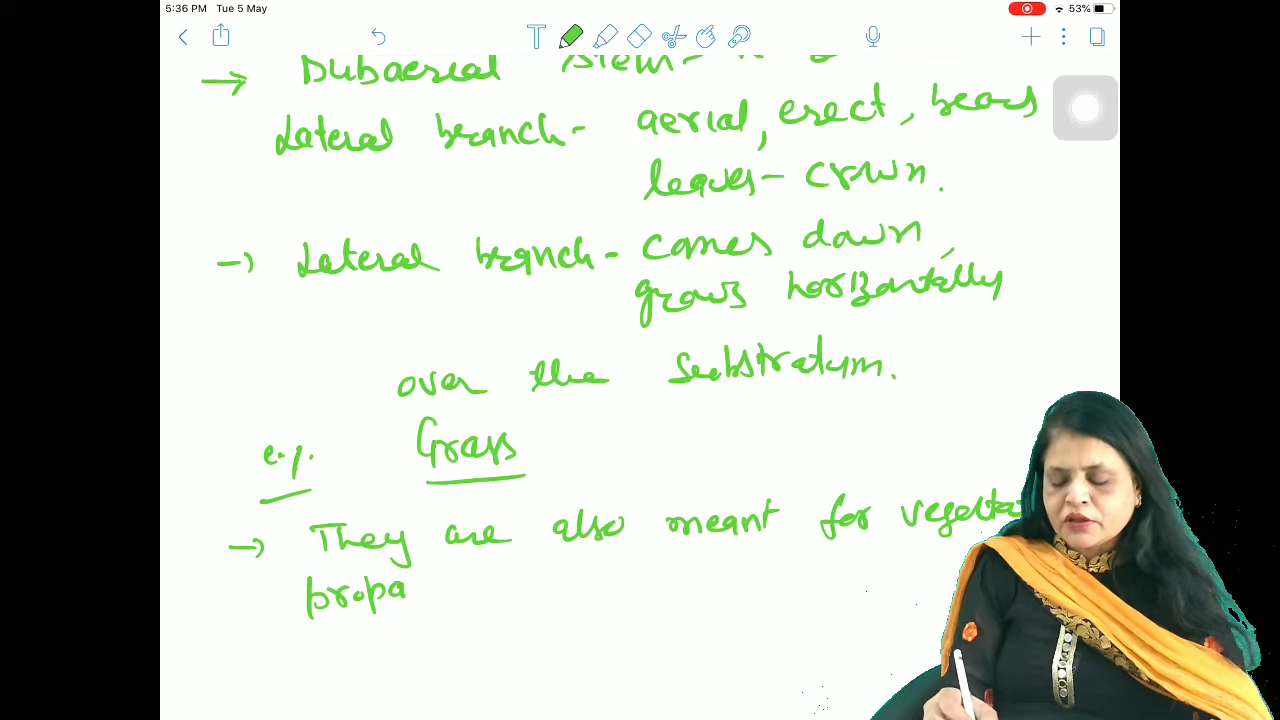 5:36 PM Tue 5 May
53%
→ Subaerial stem -
Lateral branch - aerial, erect, bears
leaves - crown.
→ Lateral branch - comes down,
grows horizontally
over the substratum.
e.g. Grass
→ They are also meant for vegeta
propa